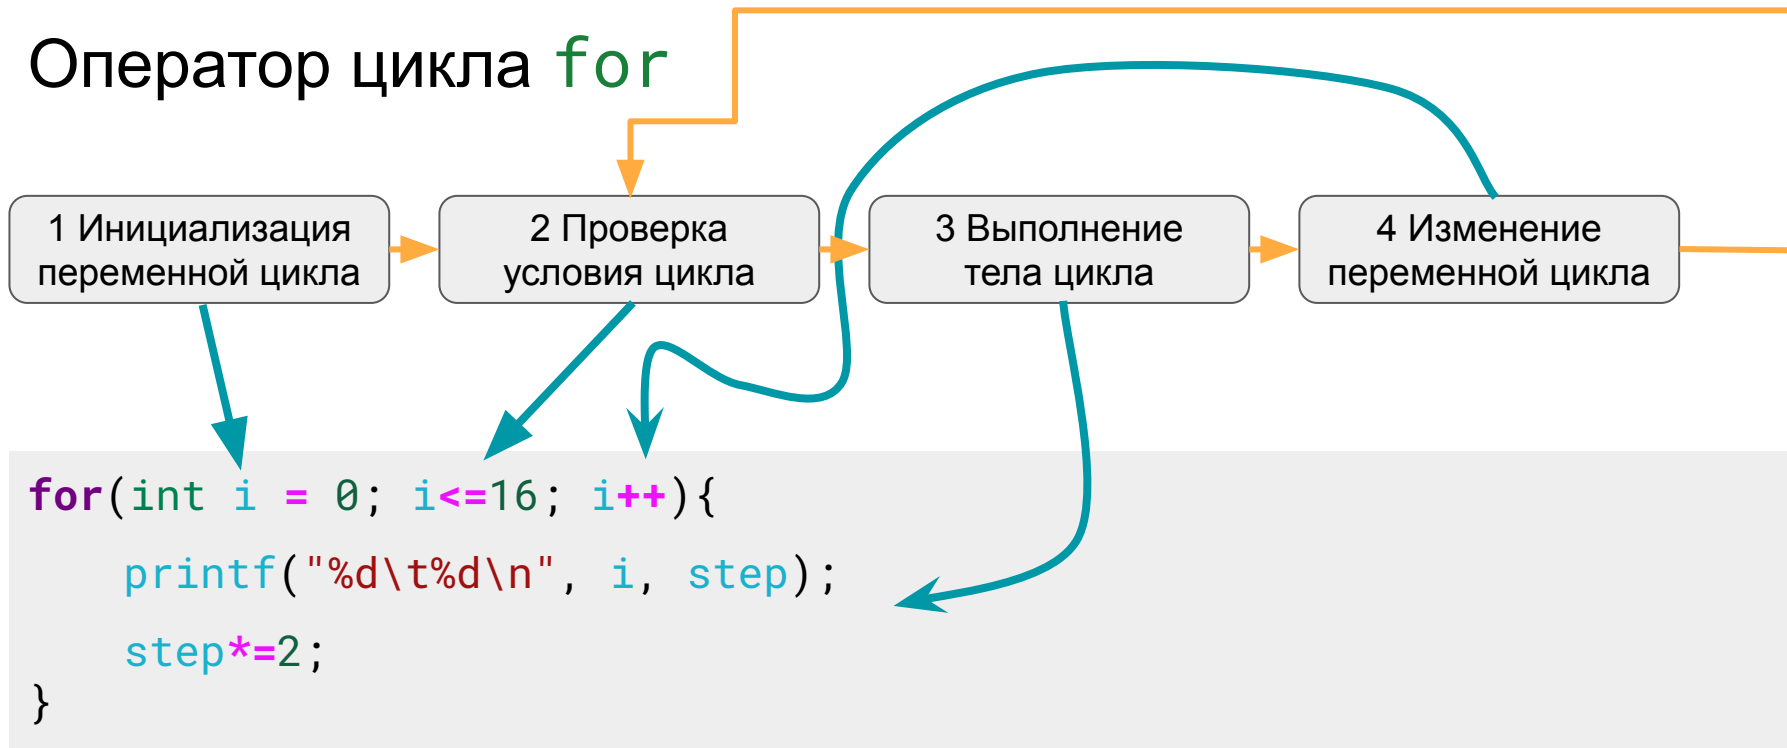 Оператор цикла for
1 Инициализация
переменной цикла
2 Проверка
условия цикла
3 Выполнение
тела цикла
4 Изменение
переменной цикла
for(int i = 0; i<=16; i++){
printf("%d\t%d\n", i, step);
step*=2;
}